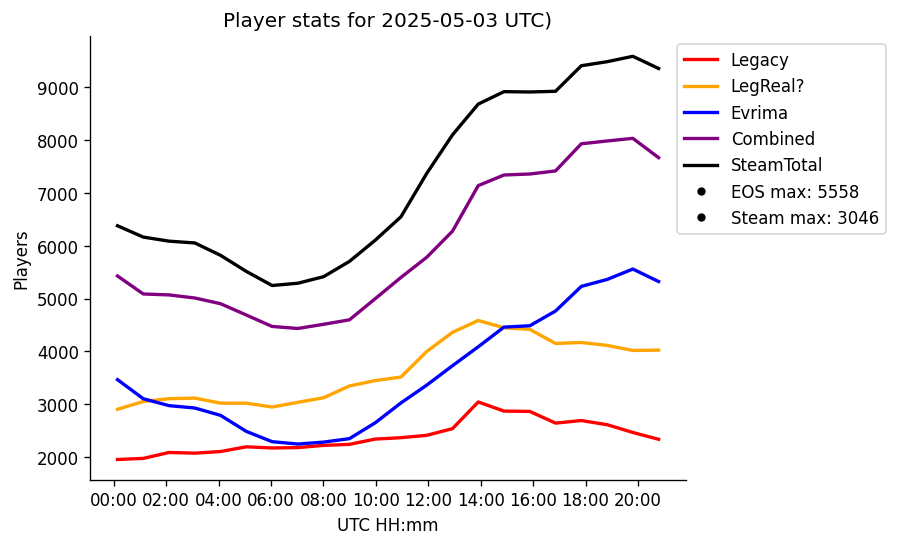 Player stats for 2025-05-03 UTC)
Legacy
LegReal?
Evrima
Combined
SteamTotal
EOS max: 5558
Steam max: 3046
Players
9000
8000
7000
6000
5000
4000
3000
2000
00:00 02:00 04:00 06:00 08:00 10:00 12:00 14:00 16:00 18:00 20:00
UTC HH:mm